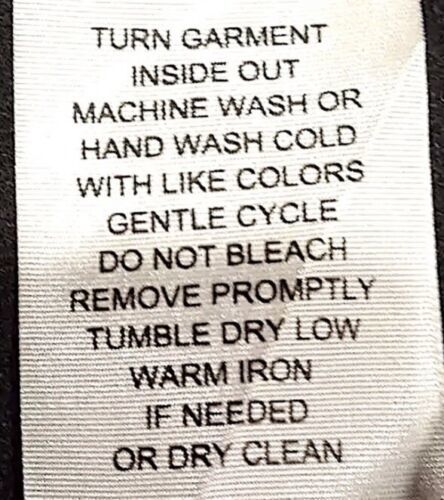 TURN GARMENT
INSIDE OUT
MACHINE WASH OR
HAND WASH COLD
WITH LIKE COLORS
GENTLE CYCLE
DO NOT BLEACH
REMOVE PROMPTLY
TUMBLE DRY LOW
WARM IRON
IF NEEDED
OR DRY CLEAN